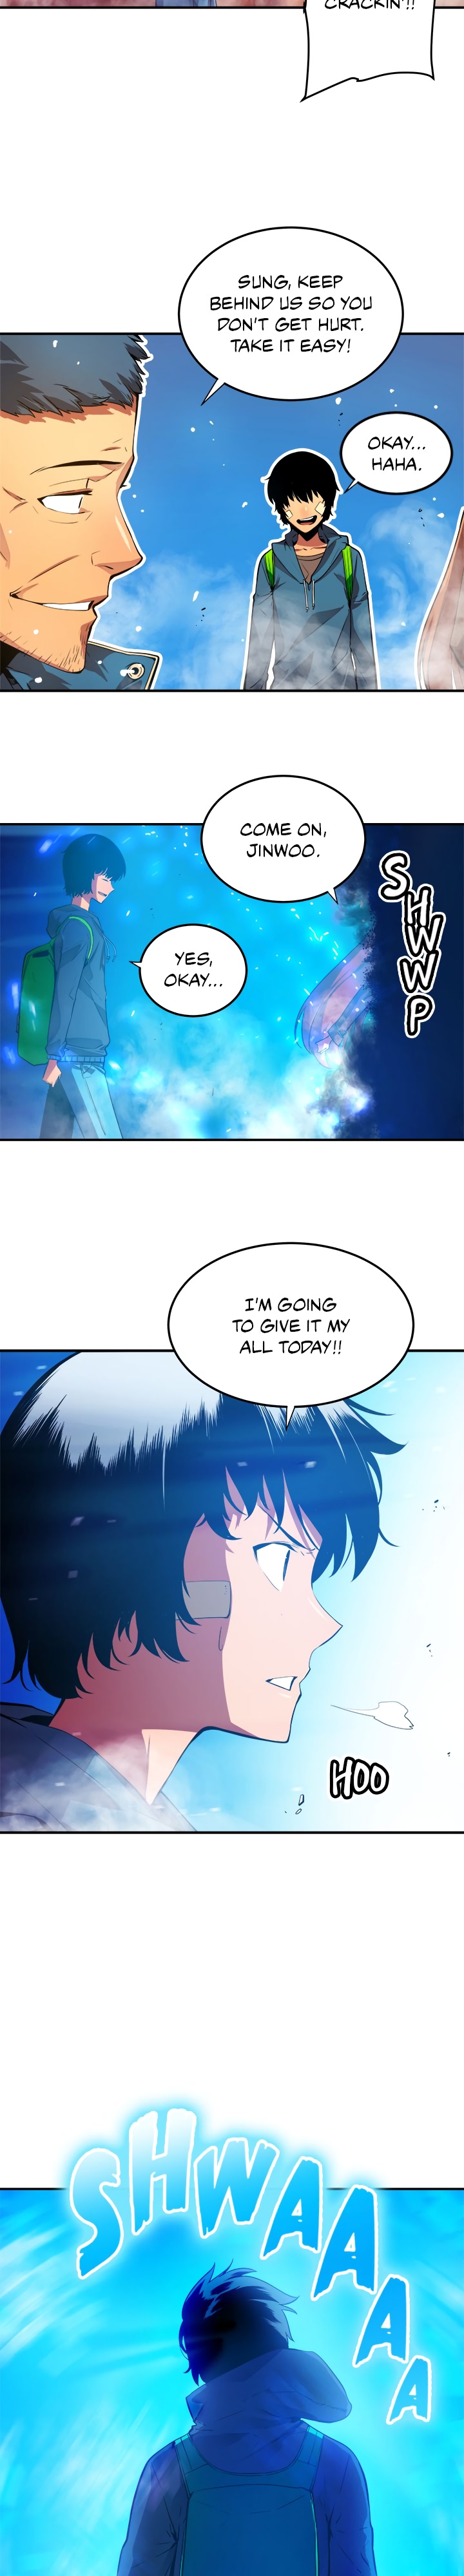 CRACKIN'!!
SUNG, KEEP
BEHIND US SO YOU
DON'T GET HURT.
TAKE IT EASY!
OKAY...
HAHA.
COME ON,
JINWOO.
SHWWP
YES,
OKAY...
I'M GOING
TO GIVE IT MY
ALL TODAY!!
HOO
SHWAAAA